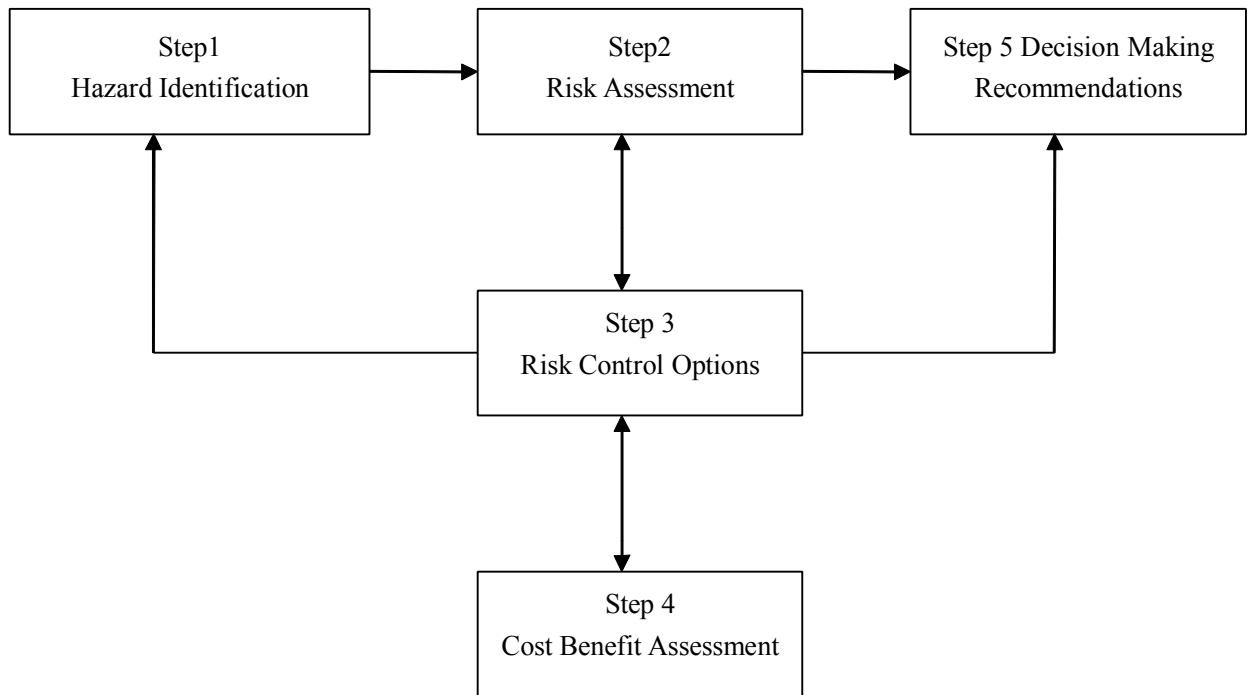 Step1
Hazard Identification
Step2
Risk Assessment
Step 5 Decision Making
Recommendations
Step 3
Risk Control Options
Step 4
Cost Benefit Assessment